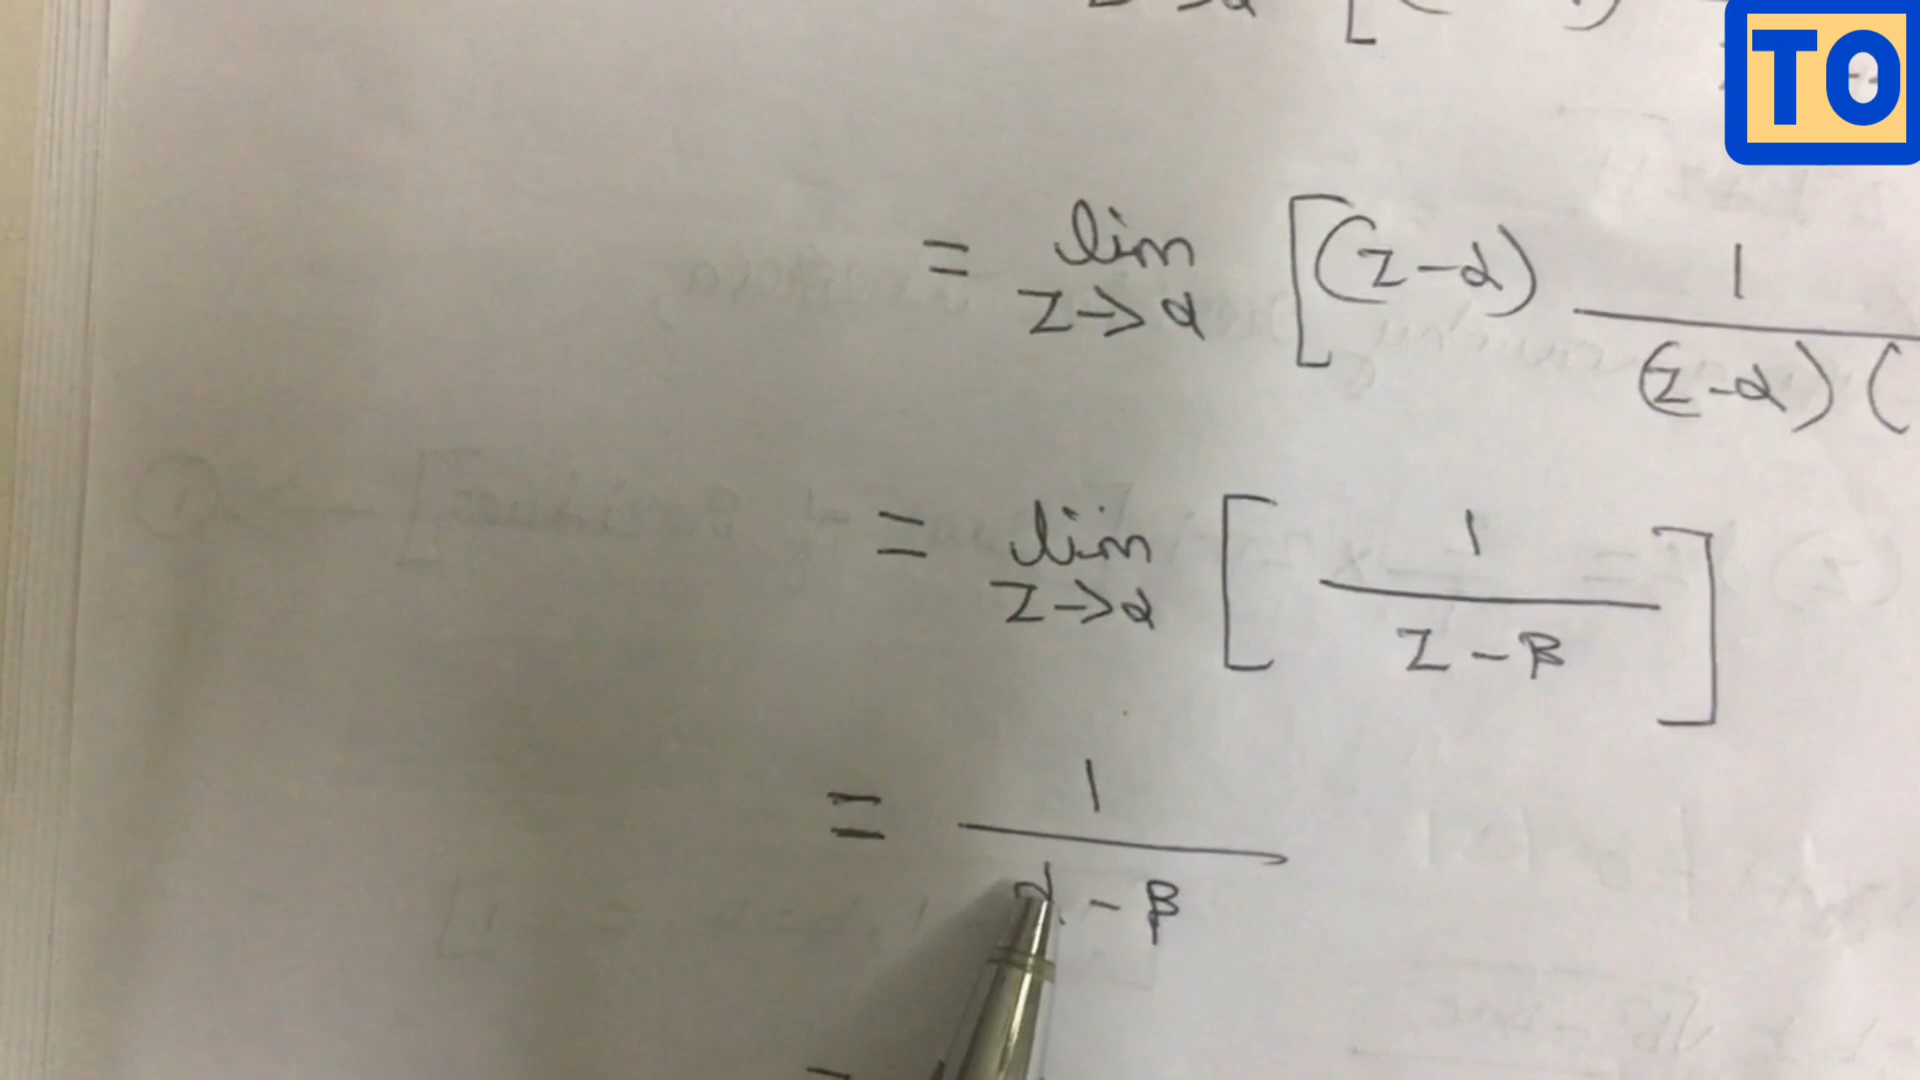 TO
= lim [(z-α) 1
z→α (z-α)(
= lim [ 1 ]
z→α z-β
= 1
α-β
=